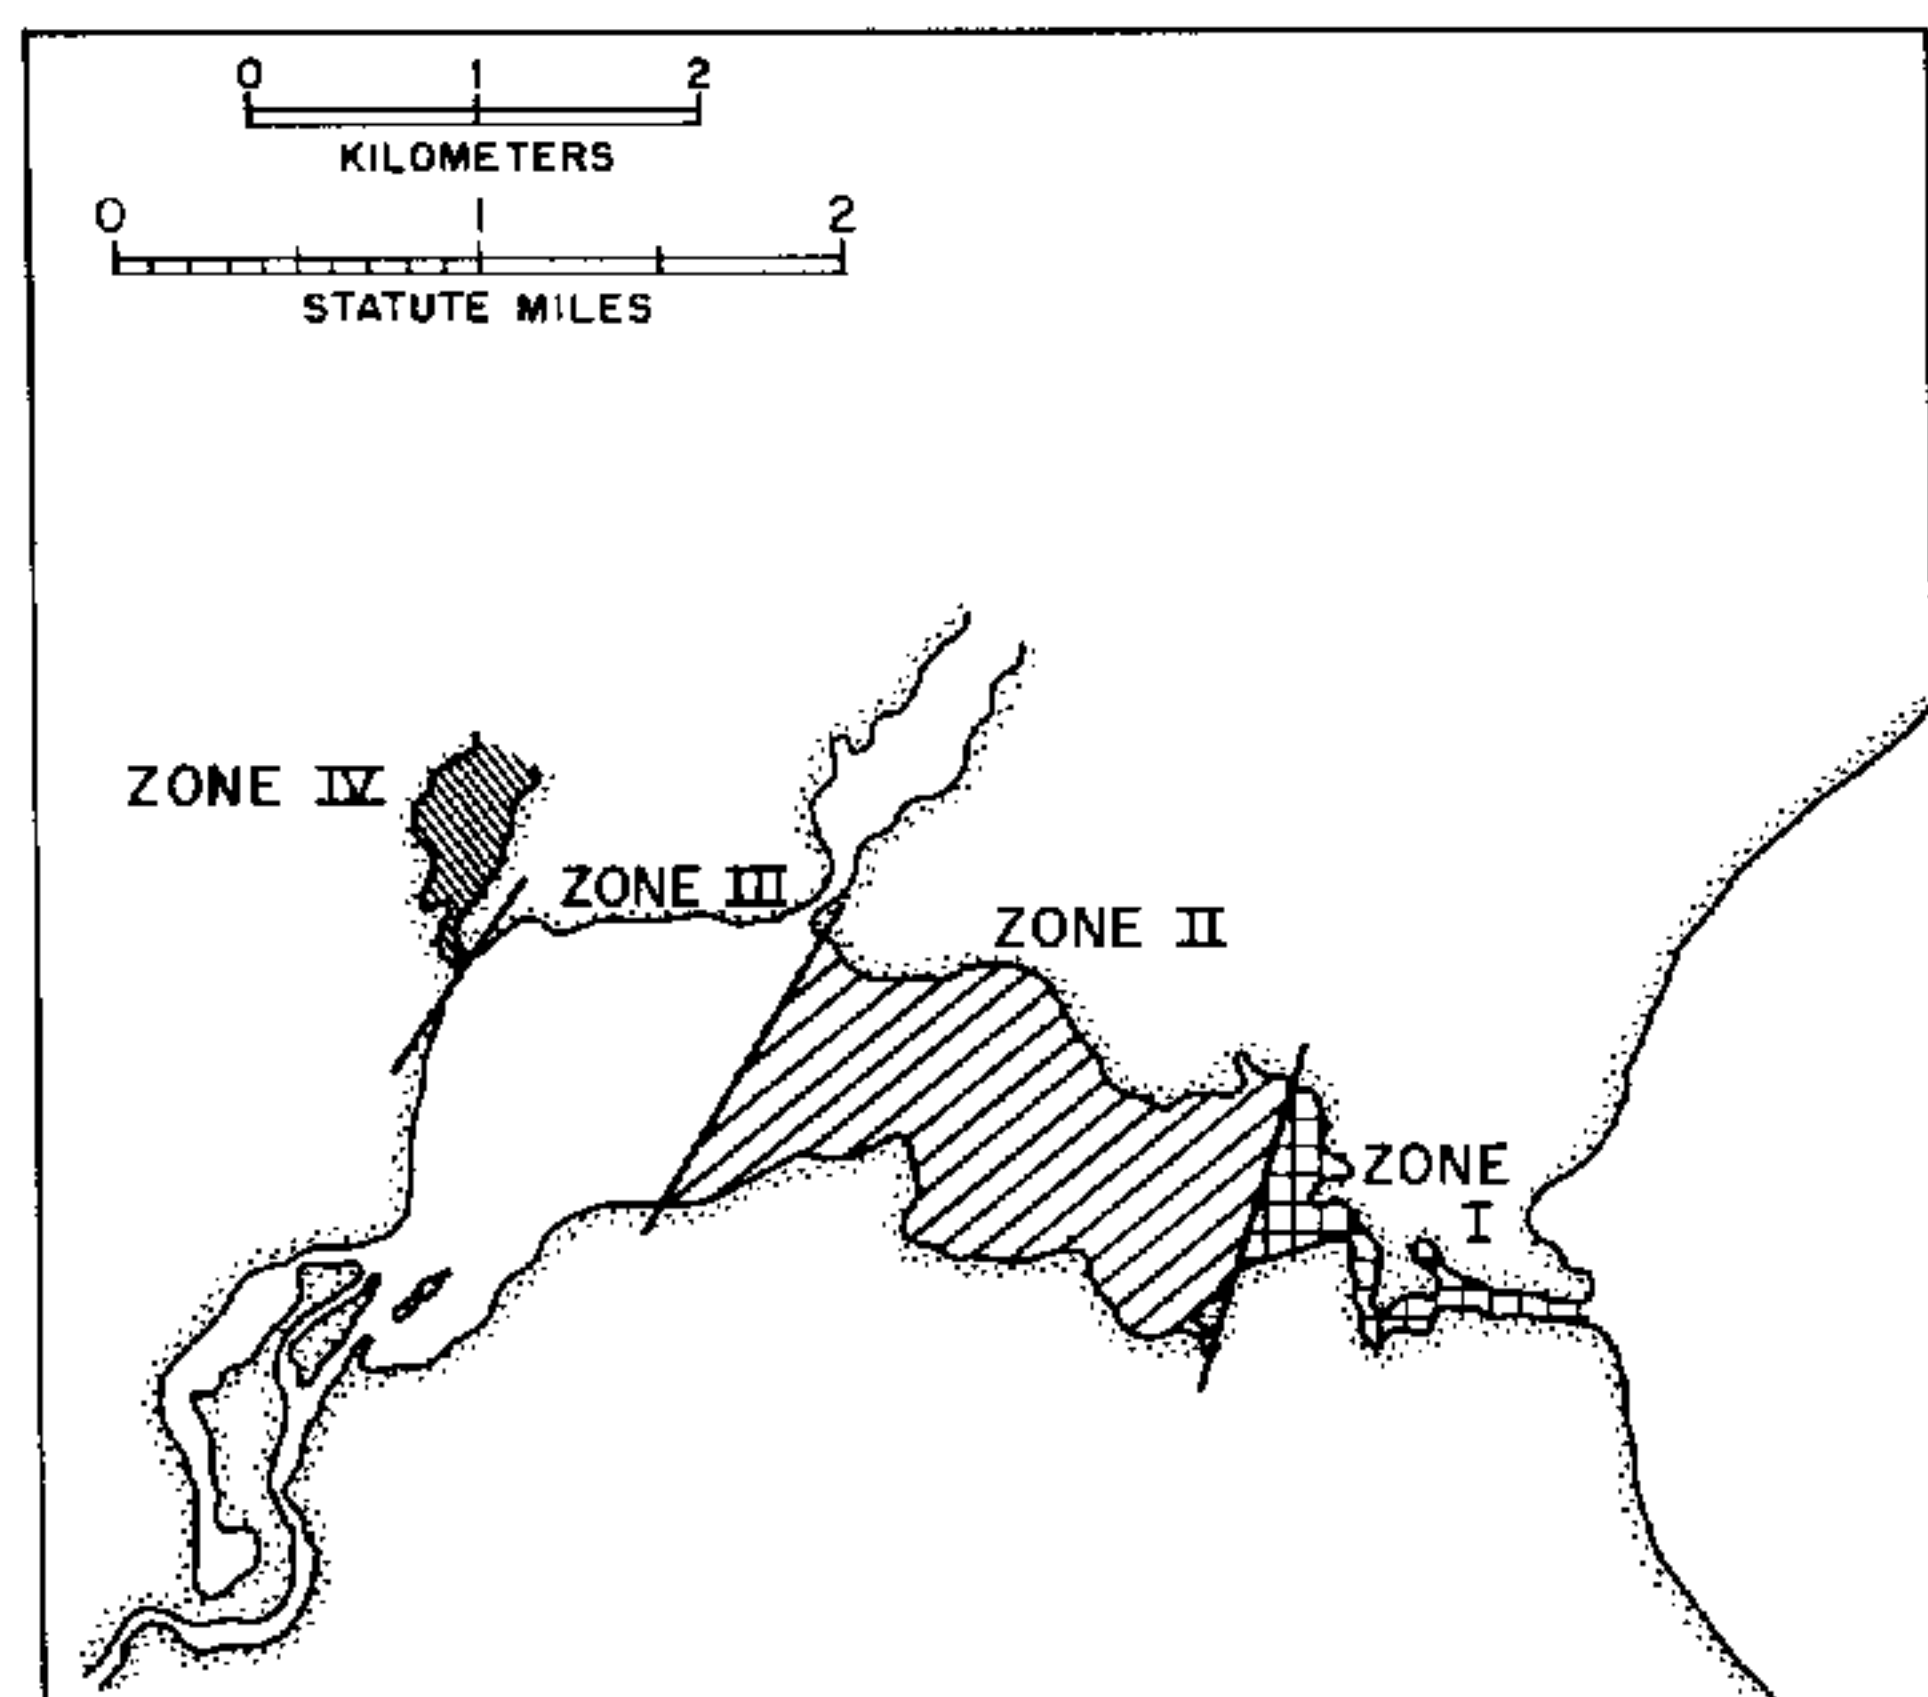 0 1 2
KILOMETERS
0 1 2
STATUTE MILES
ZONE IV
ZONE III
ZONE II
ZONE
I